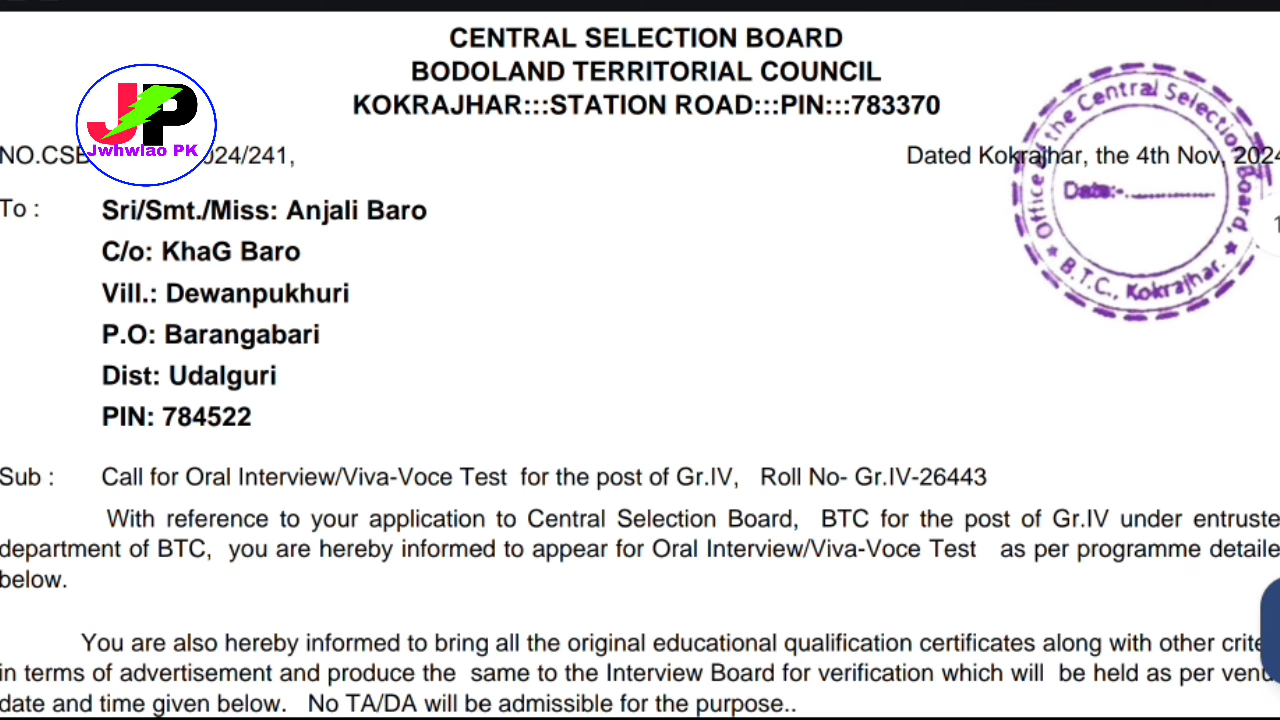 CENTRAL SELECTION BOARD
BODOLAND TERRITORIAL COUNCIL
KOKRAJHAR:::STATION ROAD:::PIN:::783370
JP
Jwhwlao PK
NO.CSB 024/241,
Dated Kokrajhar, the 4th Nov, 2024
Office of the Central Selection Board,
Date:-..............
★ B.T.C., Kokrajhar. ★
To :
Sri/Smt./Miss: Anjali Baro
C/o: KhaG Baro
Vill.: Dewanpukhuri
P.O: Barangabari
Dist: Udalguri
PIN: 784522
1
Sub : Call for Oral Interview/Viva-Voce Test for the post of Gr.IV, Roll No- Gr.IV-26443
With reference to your application to Central Selection Board, BTC for the post of Gr.IV under entruste
department of BTC, you are hereby informed to appear for Oral Interview/Viva-Voce Test as per programme detaile
below.
You are also hereby informed to bring all the original educational qualification certificates along with other crite
in terms of advertisement and produce the same to the Interview Board for verification which will be held as per venu
date and time given below. No TA/DA will be admissible for the purpose..